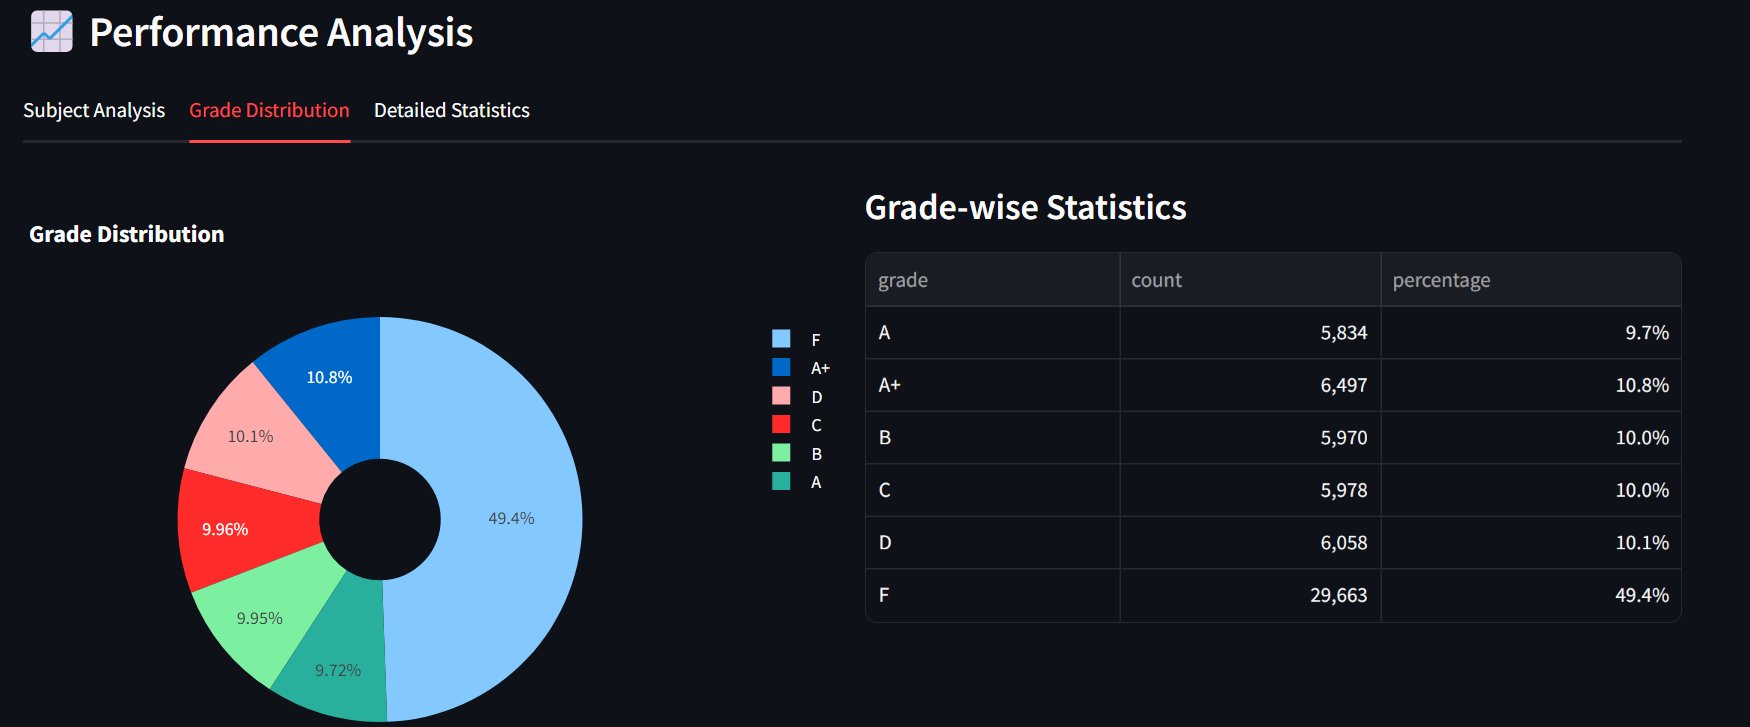 Performance Analysis
Subject Analysis Grade Distribution Detailed Statistics
Grade Distribution
10.8%
10.1%
9.96%
9.95%
9.72%
49.4%
F
A+
D
C
B
A
Grade-wise Statistics
grade count percentage
A 5,834 9.7%
A+ 6,497 10.8%
B 5,970 10.0%
C 5,978 10.0%
D 6,058 10.1%
F 29,663 49.4%